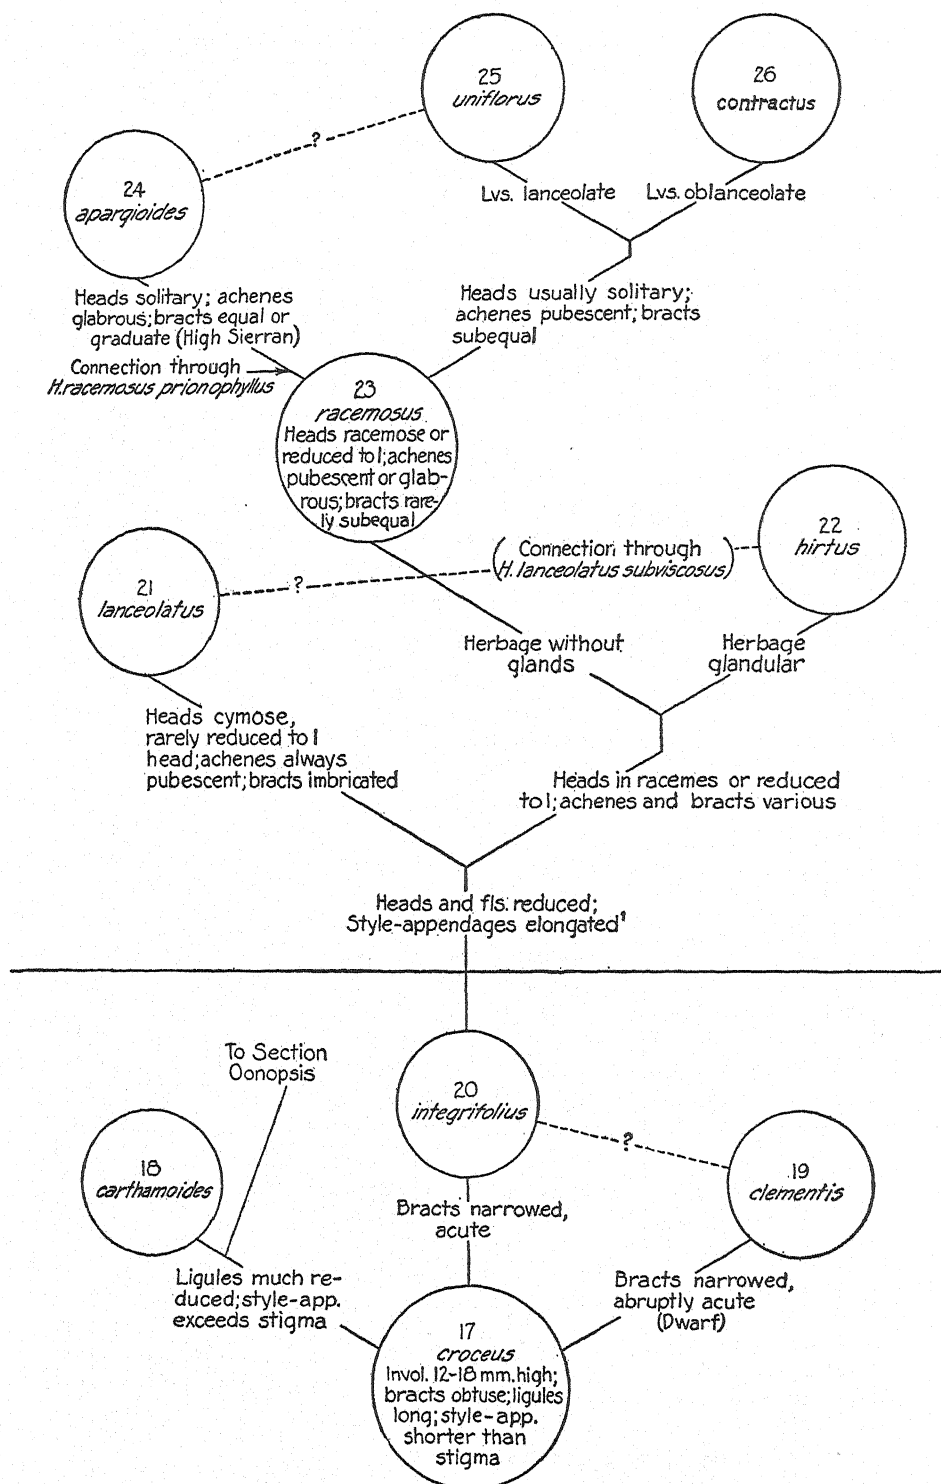 25
uniflorus
26
contractus
?
24
apargioides
Lvs. lanceolate
Lvs. oblanceolate
Heads solitary; achenes
glabrous; bracts equal or
graduate (High Sierran)
Heads usually solitary;
achenes pubescent; bracts
subequal
Connection through
H. racemosus prionophyllus
23
racemosus
Heads racemose or
reduced to 1; achenes
pubescent or glab-
rous; bracts rare-
ly subequal
22
hirtus
(Connection through
H. lanceolatus subviscosus)
?
21
lanceolatus
Herbage without
glands
Herbage
glandular
Heads cymose,
rarely reduced to 1
head; achenes always
pubescent; bracts imbricated
Heads in racemes or reduced
to 1; achenes and bracts various
Heads and fls. reduced;
Style-appendages elongated
To Section
Oonopsis
20
integrifolius
?
18
carthamoides
19
clementis
Bracts narrowed,
acute
Ligules much re-
duced; style-app.
exceeds stigma
Bracts narrowed,
abruptly acute
(Dwarf)
17
croceus
Invol. 12-18 mm. high;
bracts obtuse; ligules
long; style-app.
shorter than
stigma